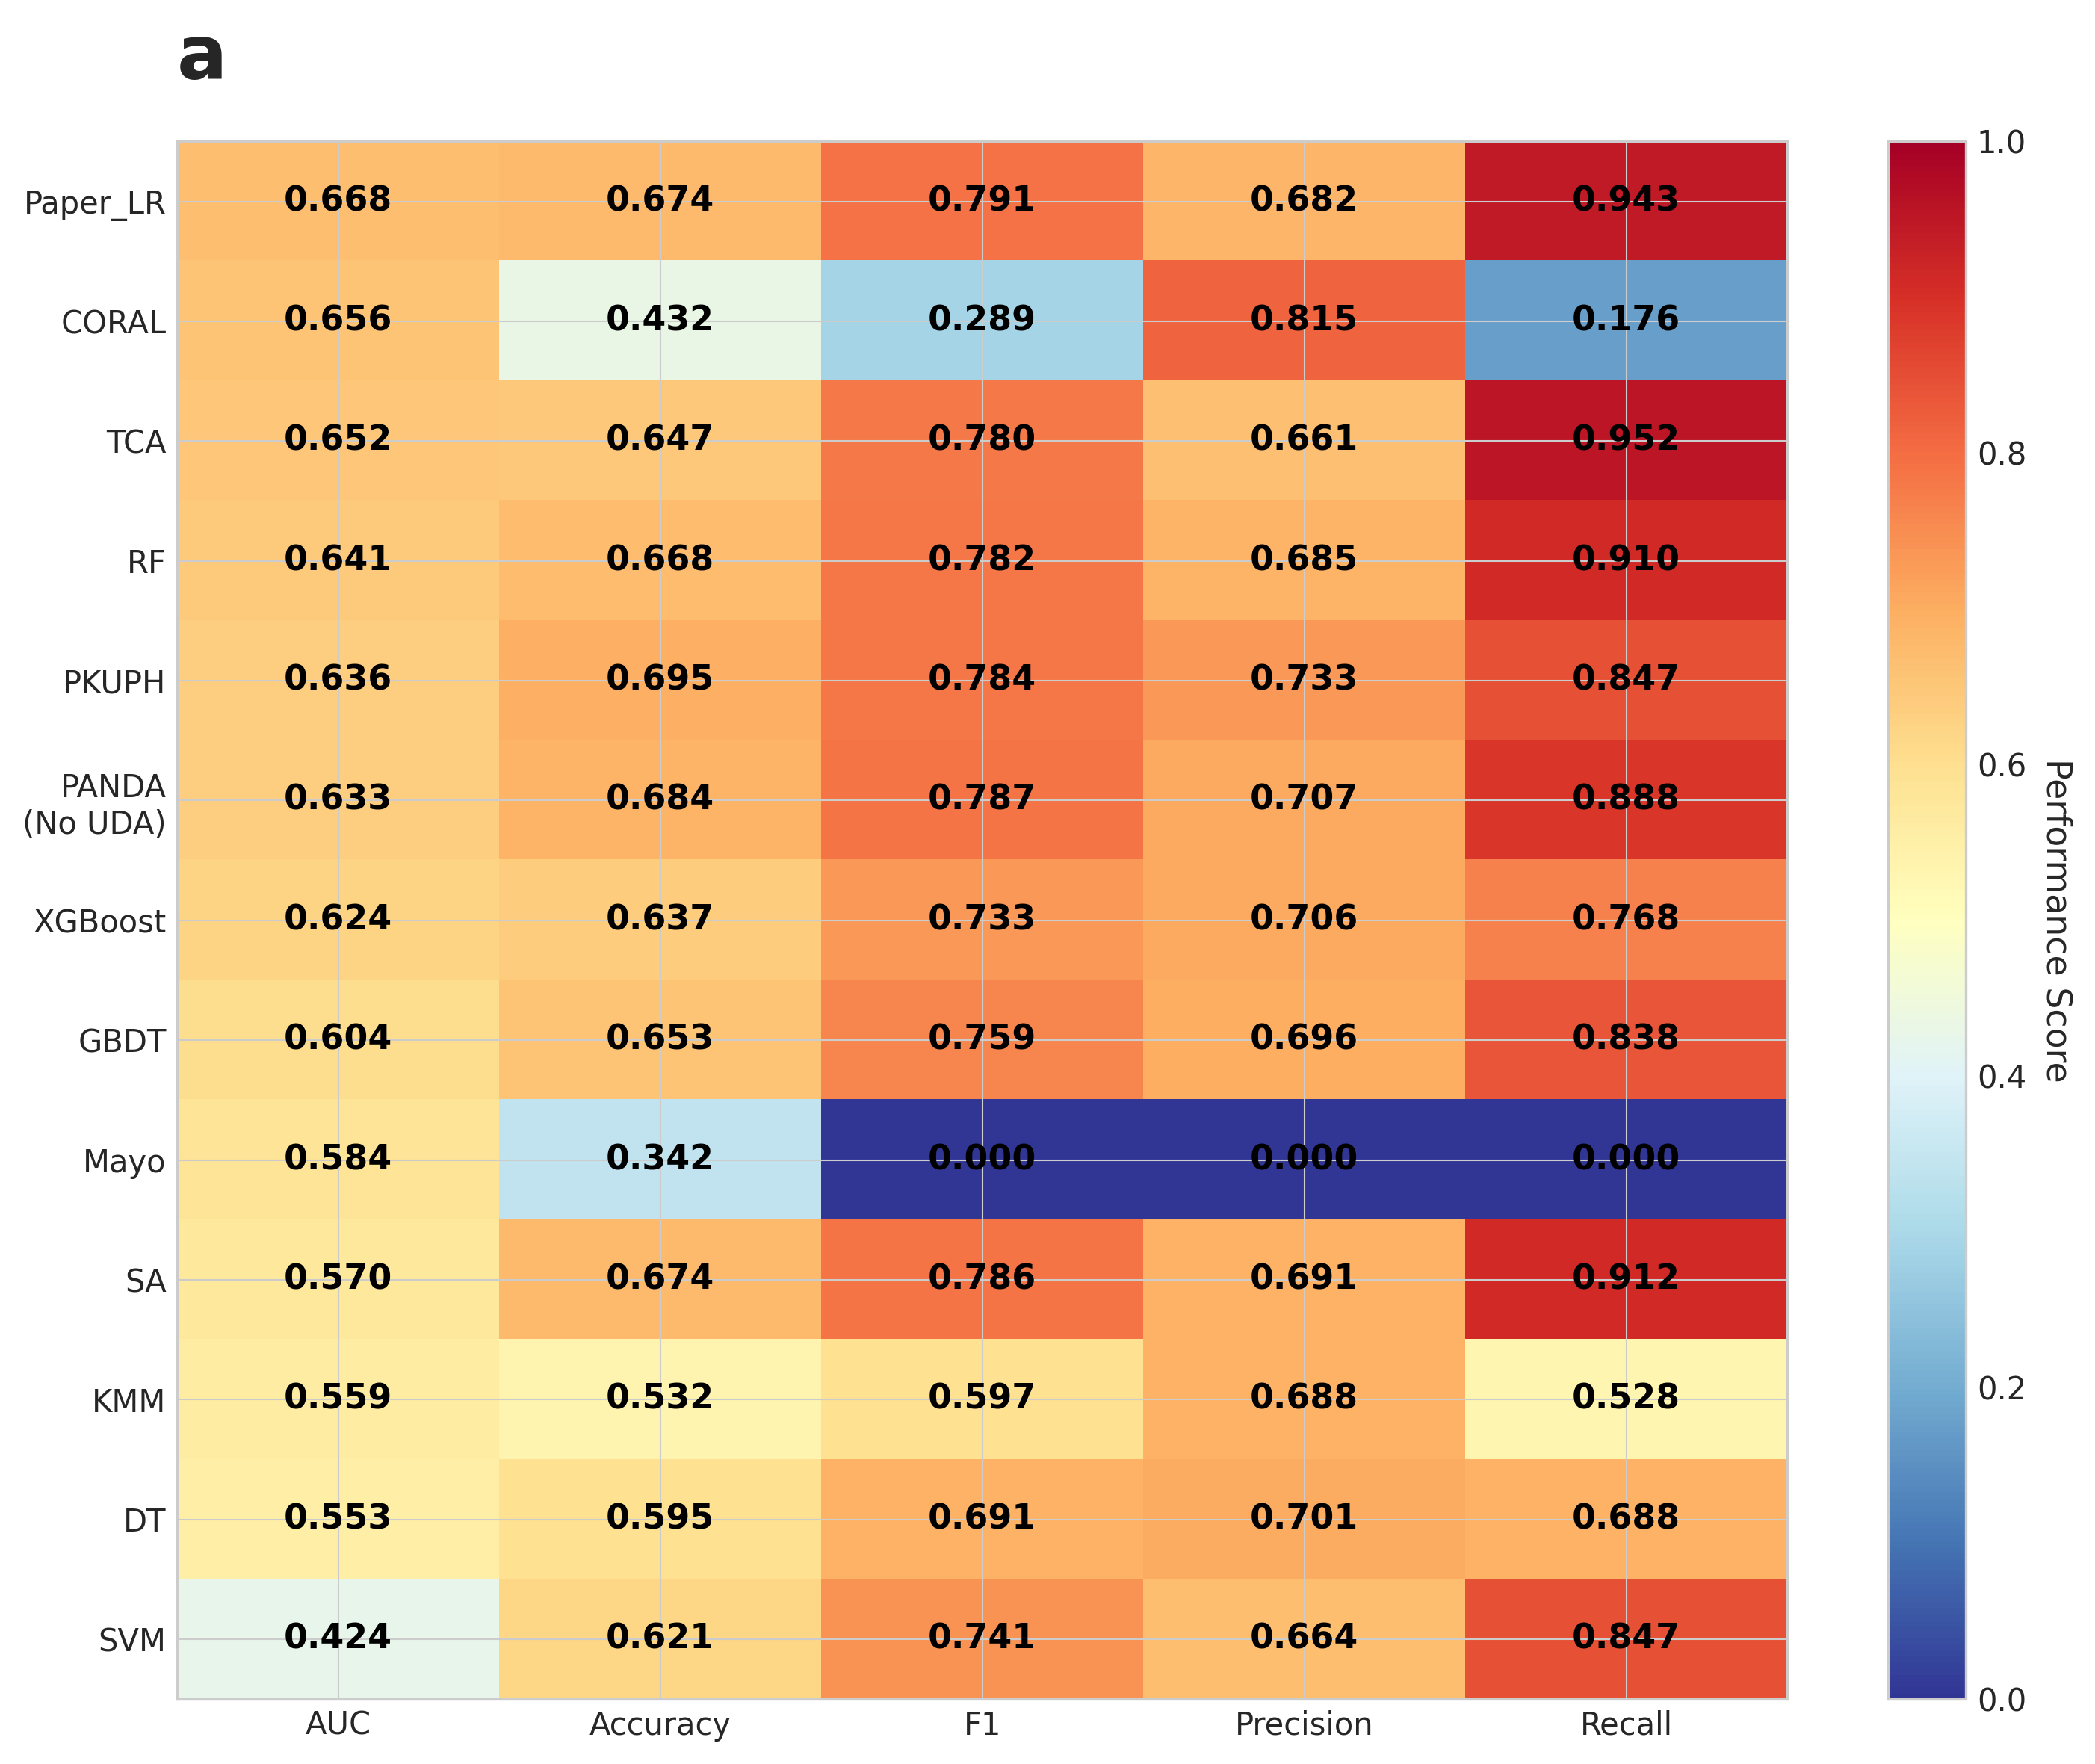 a
Paper_LR 0.668 0.674 0.791 0.682 0.943
CORAL 0.656 0.432 0.289 0.815 0.176
TCA 0.652 0.647 0.780 0.661 0.952
RF 0.641 0.668 0.782 0.685 0.910
PKUPH 0.636 0.695 0.784 0.733 0.847
PANDA
(No UDA) 0.633 0.684 0.787 0.707 0.888
XGBoost 0.624 0.637 0.733 0.706 0.768
GBDT 0.604 0.653 0.759 0.696 0.838
Mayo 0.584 0.342 0.000 0.000 0.000
SA 0.570 0.674 0.786 0.691 0.912
KMM 0.559 0.532 0.597 0.688 0.528
DT 0.553 0.595 0.691 0.701 0.688
SVM 0.424 0.621 0.741 0.664 0.847
AUC Accuracy F1 Precision Recall
1.0
0.8
0.6
0.4
0.2
0.0
Performance Score